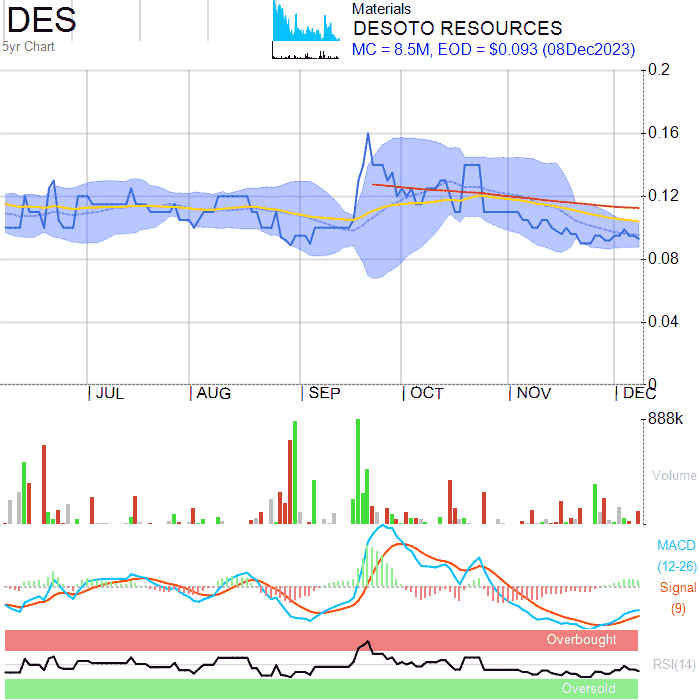 DES
5yr Chart
Materials
DESOTO RESOURCES
MC = 8.5M, EOD = $0.093 (08Dec2023)
0.2
0.16
0.12
0.08
0.04
0
JUL AUG SEP OCT NOV DEC
888k
Volume
MACD
(12-26)
Signal
(9)
Overbought
RSI(14)
Oversold